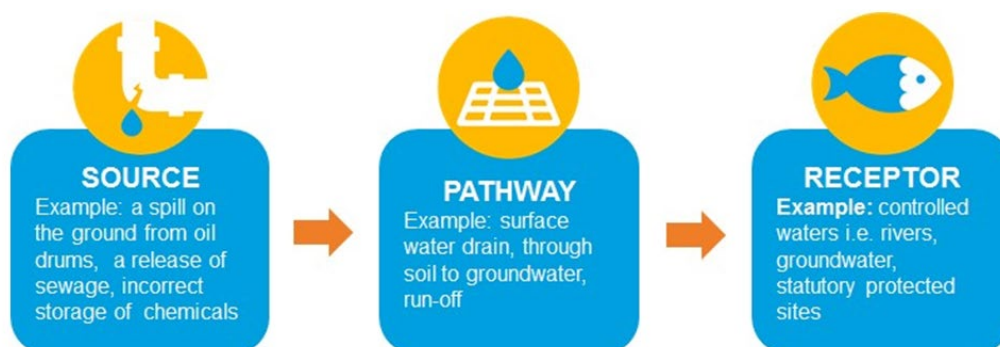 SOURCE
Example: a spill on
the ground from oil
drums, a release of
sewage, incorrect
storage of chemicals
PATHWAY
Example: surface
water drain, through
soil to groundwater,
run-off
RECEPTOR
Example: controlled
waters i.e. rivers,
groundwater,
statutory protected
sites